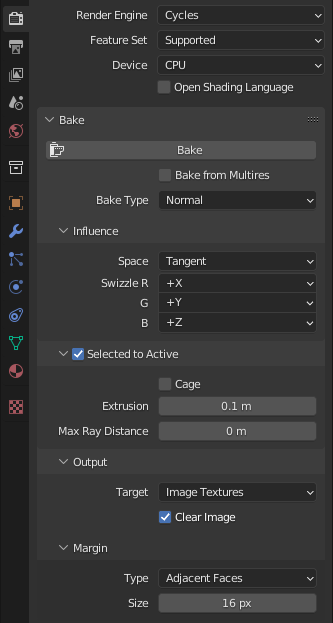 Render Engine Cycles
Feature Set Supported
Device CPU
Open Shading Language
Bake
Bake
Bake from Multires
Bake Type Normal
Influence
Space Tangent
Swizzle R +X
G +Y
B +Z
Selected to Active
Cage
Extrusion 0.1 m
Max Ray Distance 0 m
Output
Target Image Textures
Clear Image
Margin
Type Adjacent Faces
Size 16 px